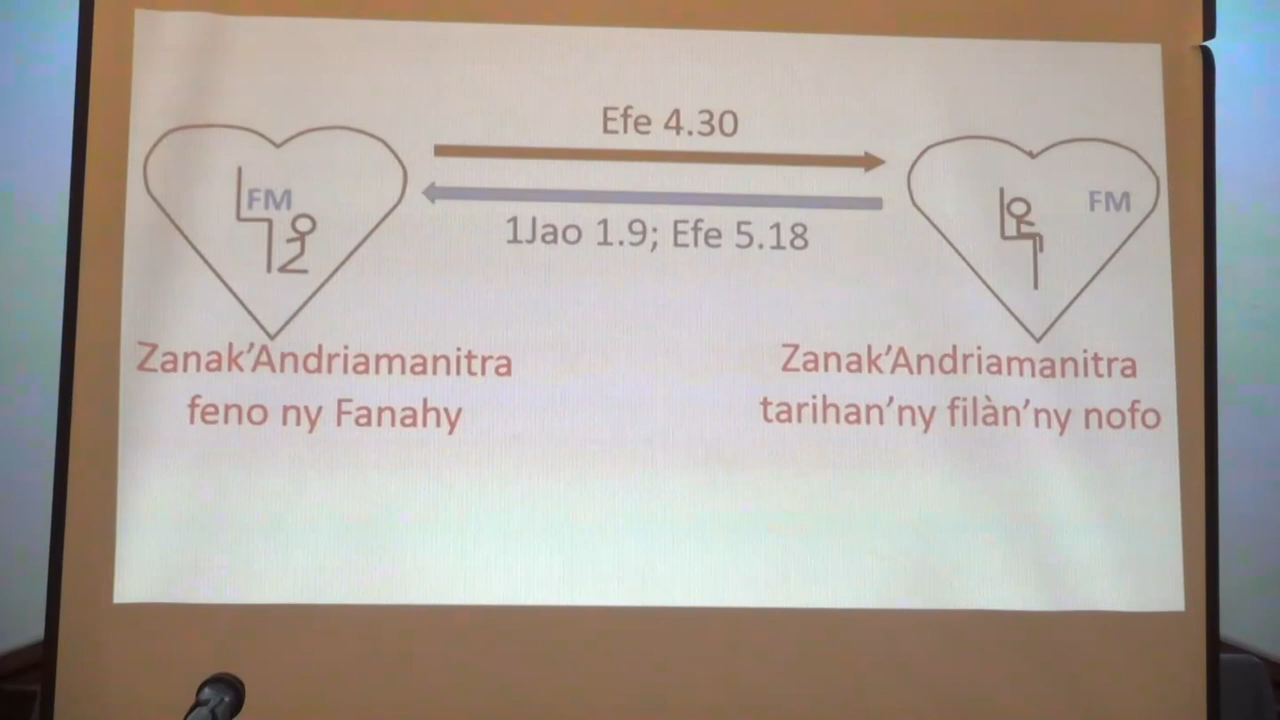 Efe 4.30
FM
FM
1Jao 1.9; Efe 5.18
Zanak’Andriamanitra
feno ny Fanahy
Zanak’Andriamanitra
tarihan’ny filàn’ny nofo